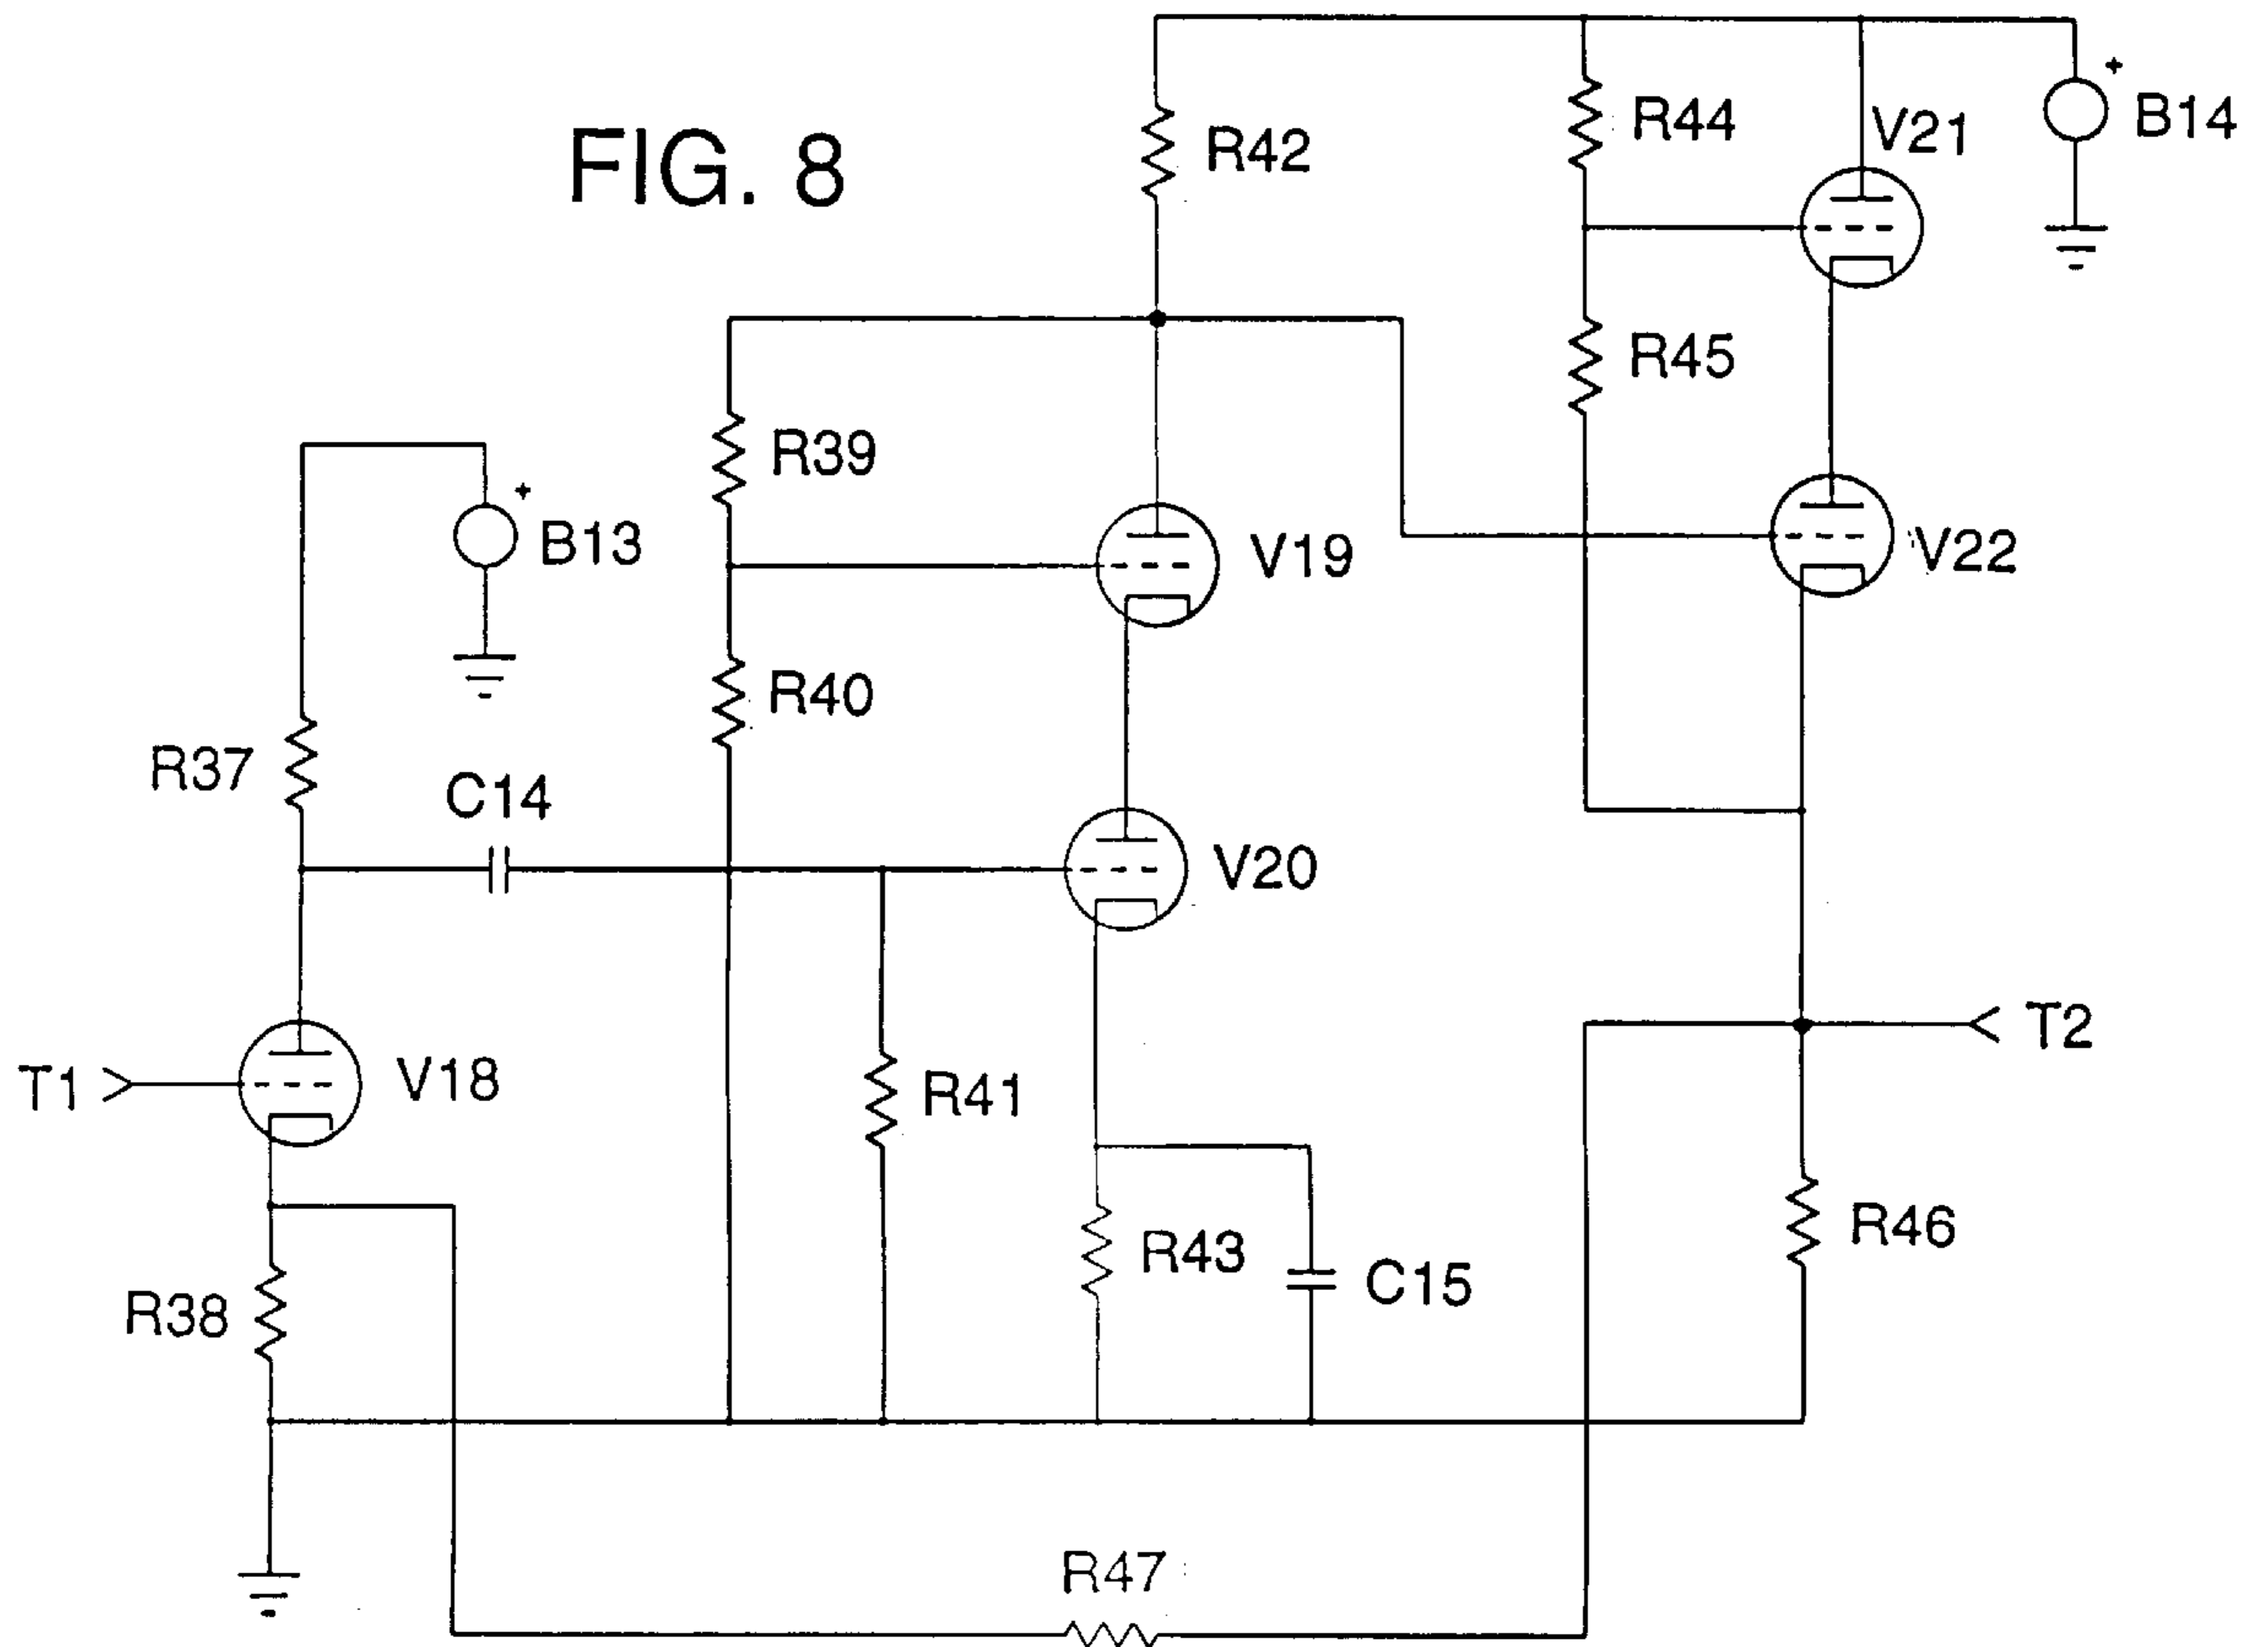 FIG. 8
R42
R44
V21
+
B14
R39
R45
+
B13
V19
V22
R40
R37
C14
V20
T1
V18
R41
T2
R38
R43
C15
R46
R47